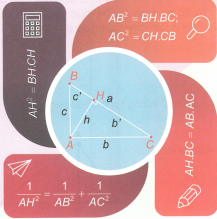 AB² = BH.BC;
AC² = CH.CB
AH² = BH.CH
B
c'
H
a
c
h
b'
A
b
C
AH.BC = AB.AC
1/AH² = 1/AB² + 1/AC²